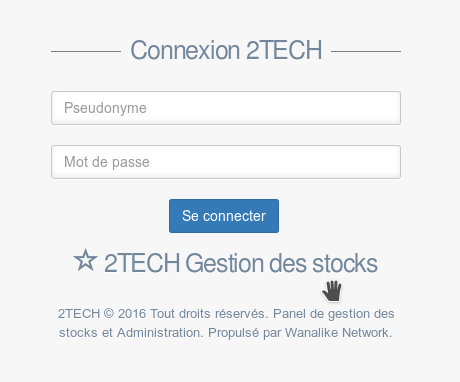 Connexion 2TECH
Pseudonyme
Mot de passe
Se connecter
2TECH Gestion des stocks
2TECH © 2016 Tout droits réservés. Panel de gestion des
stocks et Administration. Propulsé par Wanalike Network.